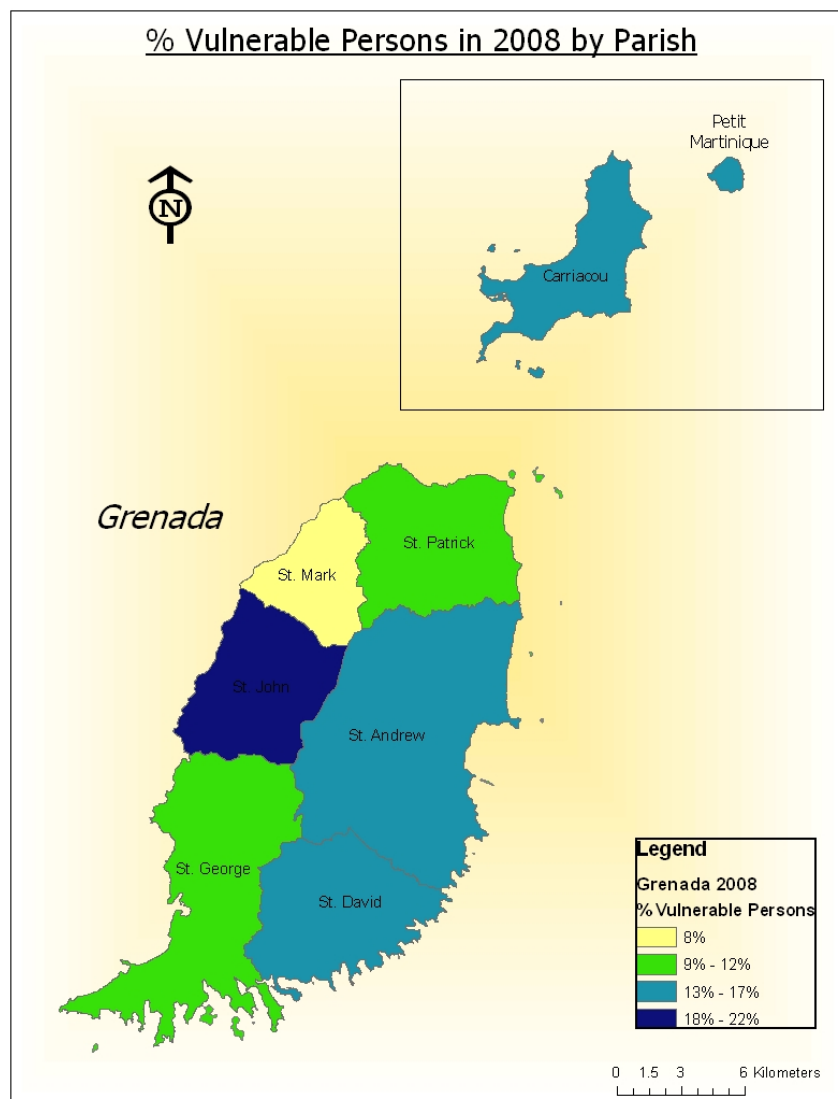 % Vulnerable Persons in 2008 by Parish
Petit
Martinique
N
Carriacou
Grenada
St. Patrick
St. Mark
St. John
St. Andrew
St. George
St. David
Legend
Grenada 2008
% Vulnerable Persons
8%
9% - 12%
13% - 17%
18% - 22%
0 1.5 3 6 Kilometers